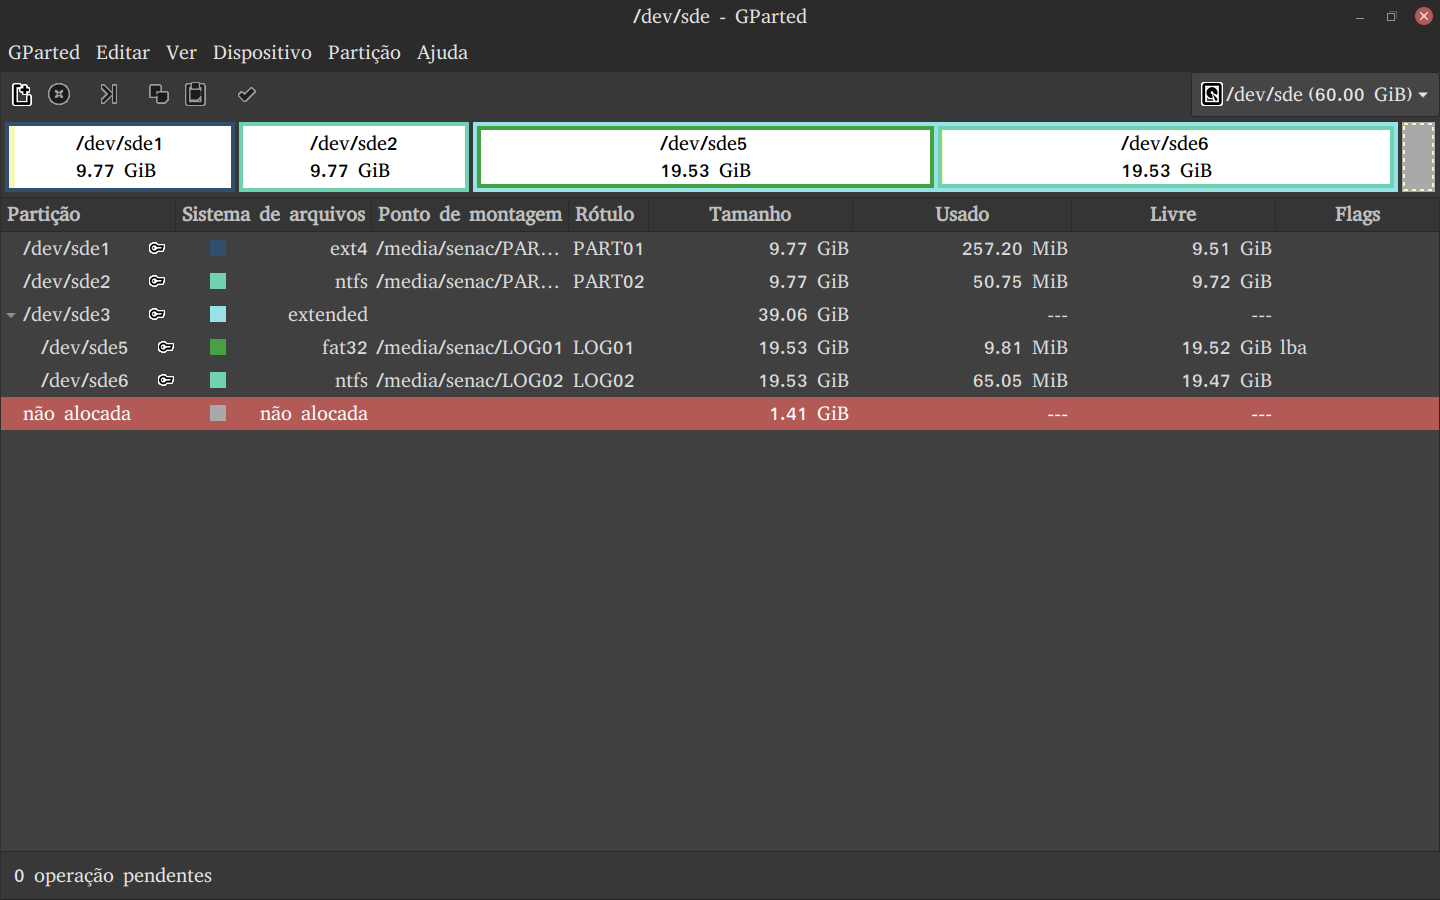 /dev/sde - GParted
GParted Editar Ver Dispositivo Partição Ajuda
/dev/sde (60.00 GiB)
/dev/sde1
9.77 GiB
/dev/sde2
9.77 GiB
/dev/sde5
19.53 GiB
/dev/sde6
19.53 GiB
Partição Sistema de arquivos Ponto de montagem Rótulo Tamanho Usado Livre Flags
/dev/sde1 ext4 /media/senac/PAR... PART01 9.77 GiB 257.20 MiB 9.51 GiB
/dev/sde2 ntfs /media/senac/PAR... PART02 9.77 GiB 50.75 MiB 9.72 GiB
/dev/sde3 extended 39.06 GiB --- ---
/dev/sde5 fat32 /media/senac/LOG01 LOG01 19.53 GiB 9.81 MiB 19.52 GiB lba
/dev/sde6 ntfs /media/senac/LOG02 LOG02 19.53 GiB 65.05 MiB 19.47 GiB
não alocada não alocada 1.41 GiB --- ---
0 operação pendentes